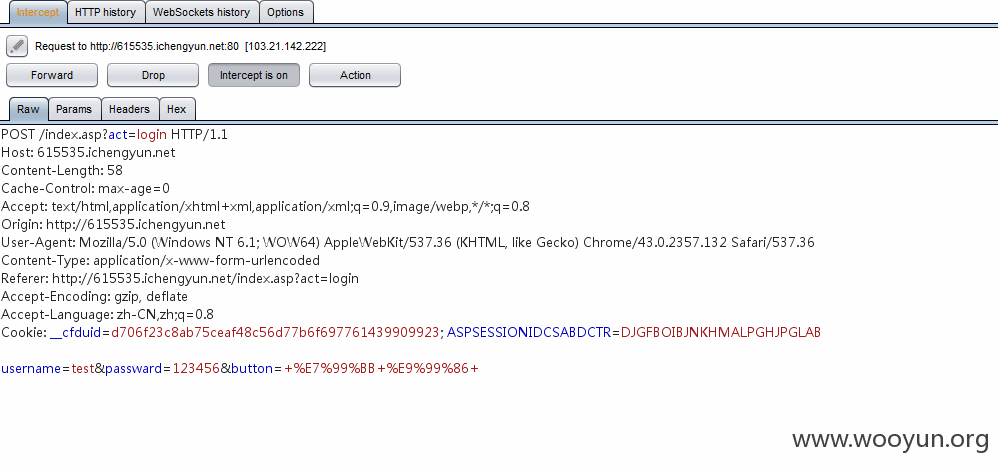 Intercept HTTP history WebSockets history Options
Request to http://615535.ichengyun.net:80 [103.21.142.222]
Forward Drop Intercept is on Action
Raw Params Headers Hex
POST /index.asp?act=login HTTP/1.1
Host: 615535.ichengyun.net
Content-Length: 58
Cache-Control: max-age=0
Accept: text/html,application/xhtml+xml,application/xml;q=0.9,image/webp,*/*;q=0.8
Origin: http://615535.ichengyun.net
User-Agent: Mozilla/5.0 (Windows NT 6.1; WOW64) AppleWebKit/537.36 (KHTML, like Gecko) Chrome/43.0.2357.132 Safari/537.36
Content-Type: application/x-www-form-urlencoded
Referer: http://615535.ichengyun.net/index.asp?act=login
Accept-Encoding: gzip, deflate
Accept-Language: zh-CN,zh;q=0.8
Cookie: __cfduid=d706f23c8ab75ceaf48c56d77b6f697761439909923; ASPSESSIONIDCSABDCTR=DJGFBOIBJNKHMALPGHJPGLAB
username=test&passward=123456&button=+%E7%99%BB+%E9%99%86+
www.wooyun.org